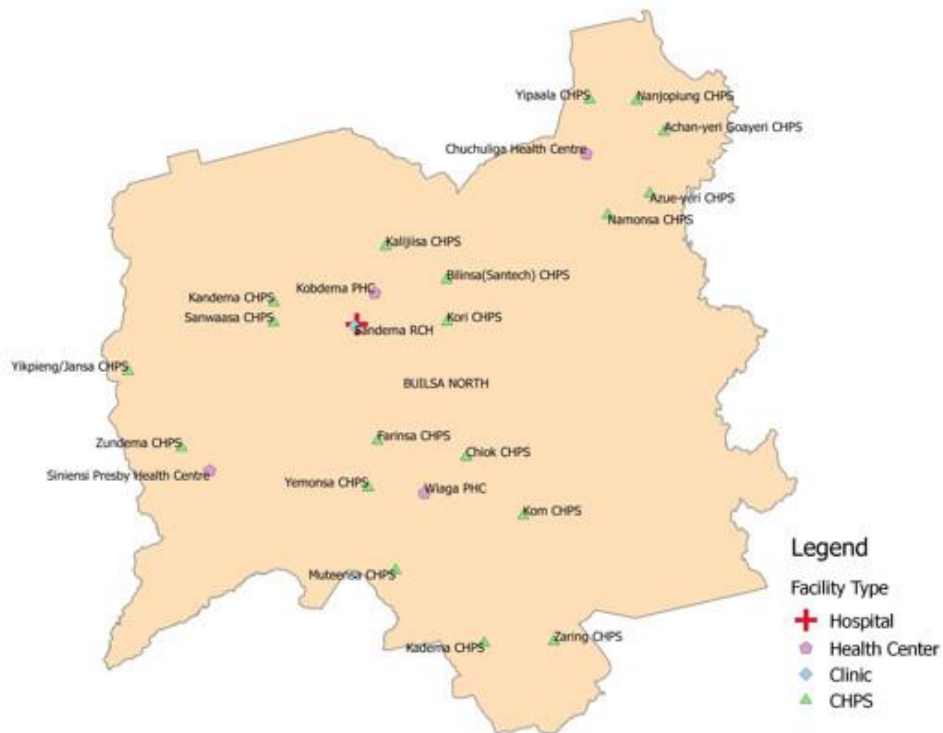 Yipaala CHPS
Nanjopiung CHPS
Achan-yeri Goayeri CHPS
Chuchuliga Health Centre
Azue-yeri CHPS
Namonsa CHPS
Kalijiisa CHPS
Bilinsa(Santech) CHPS
Kobdema PHC
Kandema CHPS
Sanwaasa CHPS
Sandema RCH
Kori CHPS
Yikpieng/Jansa CHPS
BUILSA NORTH
Farinsa CHPS
Zundema CHPS
Chiok CHPS
Siniensi Presby Health Centre
Yemonsa CHPS
Wiaga PHC
Kom CHPS
Muteensa CHPS
Kadema CHPS
Zaring CHPS
Legend
Facility Type
Hospital
Health Center
Clinic
CHPS